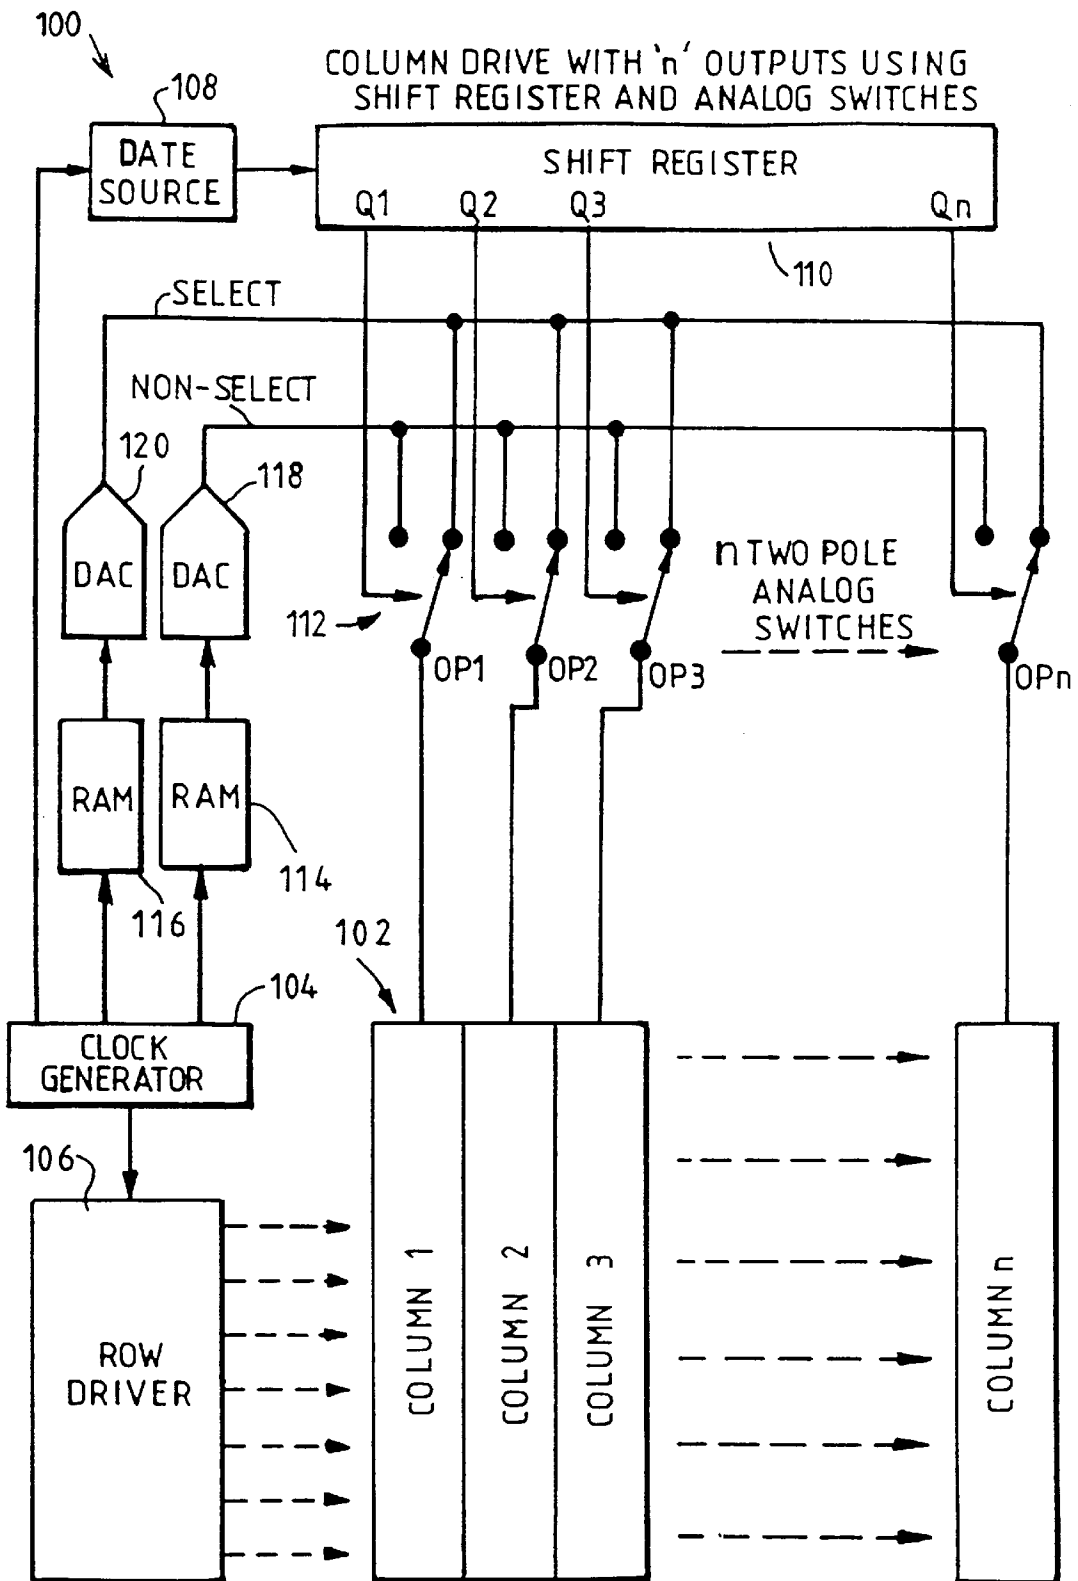 100
COLUMN DRIVE WITH 'n' OUTPUTS USING
SHIFT REGISTER AND ANALOG SWITCHES
108
DATE
SOURCE
SHIFT REGISTER
Q1
Q2
Q3
Qn
110
SELECT
NON-SELECT
120
118
DAC
DAC
n TWO POLE
ANALOG
SWITCHES
112
OP1
OP2
OP3
OPn
RAM
RAM
114
116
102
104
CLOCK
GENERATOR
106
ROW
DRIVER
COLUMN 1
COLUMN 2
COLUMN 3
COLUMN n